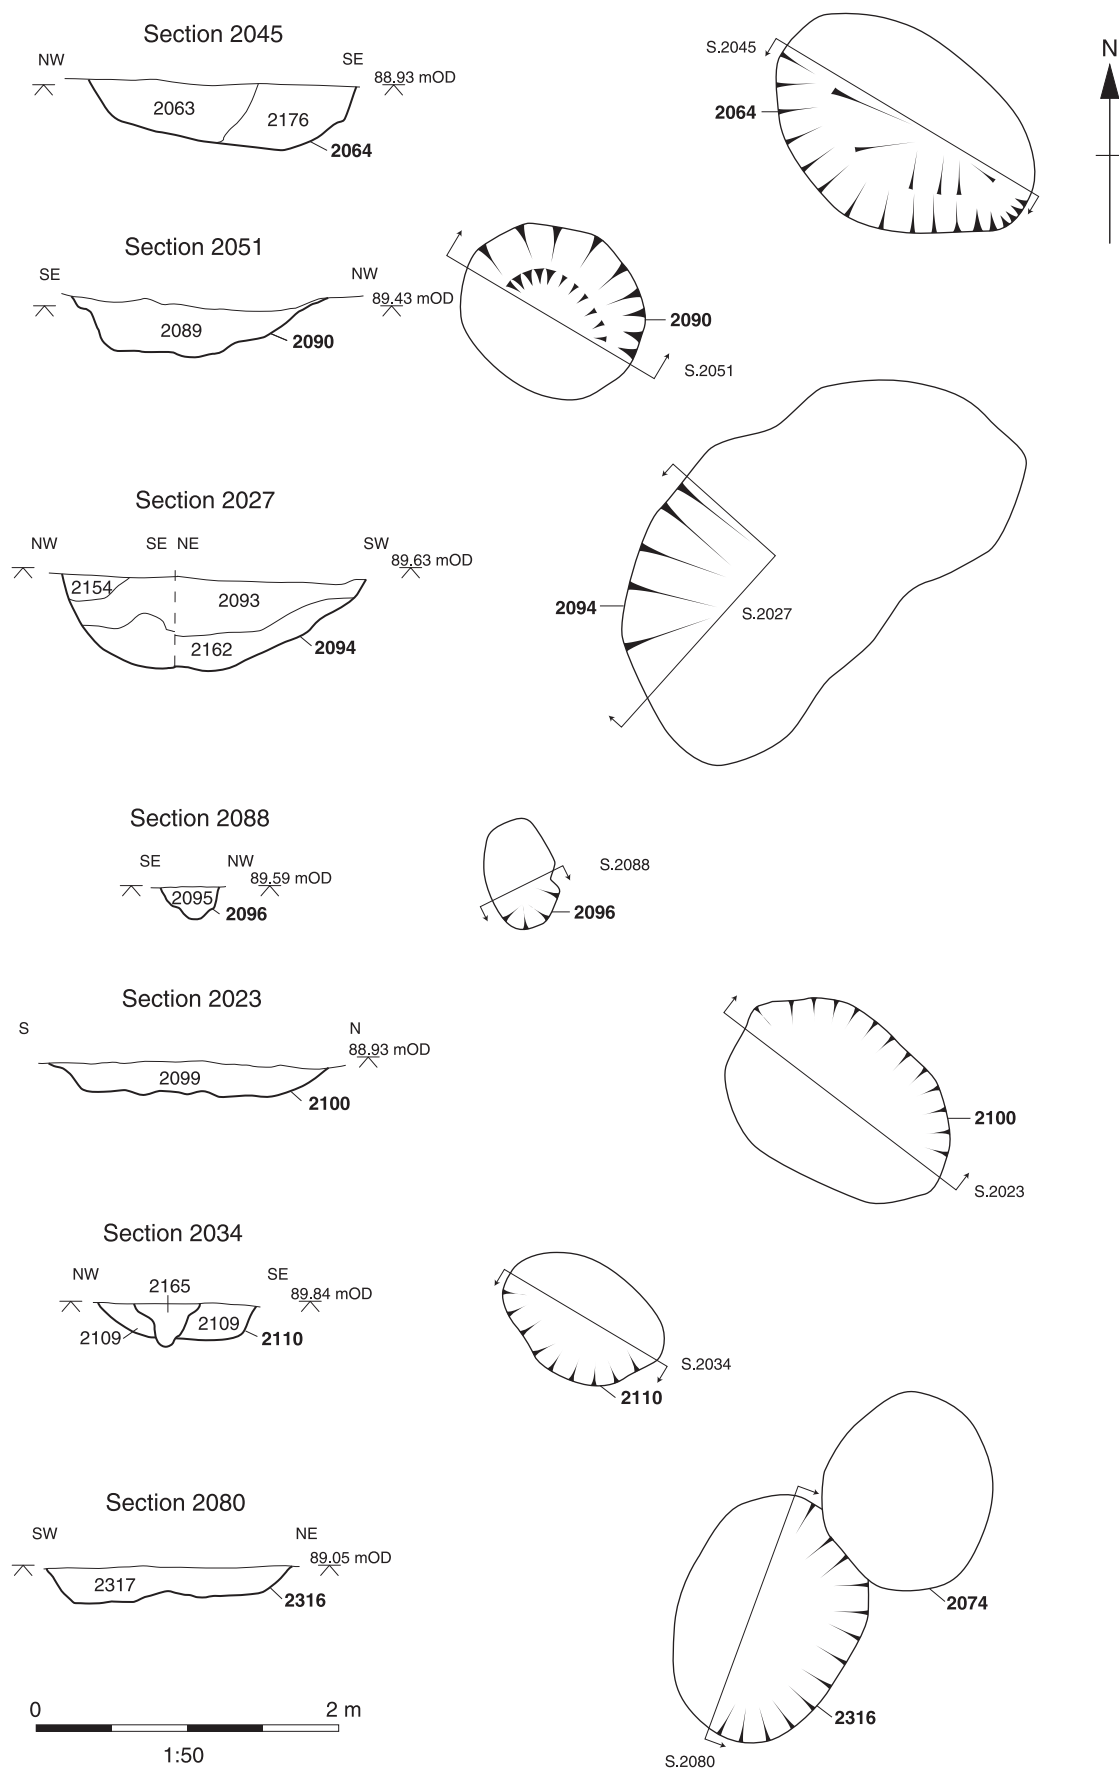 Section 2045
NW SE
88.93 mOD
2063
2176
2064
S.2045
2064
N
Section 2051
SE NW
89.43 mOD
2089
2090
2090
S.2051
Section 2027
NW SE NE SW
89.63 mOD
2154
2093
2162
2094
2094
S.2027
Section 2088
SE NW
89.59 mOD
2095
2096
S.2088
2096
Section 2023
S N
88.93 mOD
2099
2100
2100
S.2023
Section 2034
NW SE
2165
89.84 mOD
2109
2109
2110
S.2034
2110
Section 2080
SW NE
89.05 mOD
2317
2316
2074
2316
S.2080
0 2 m
1:50